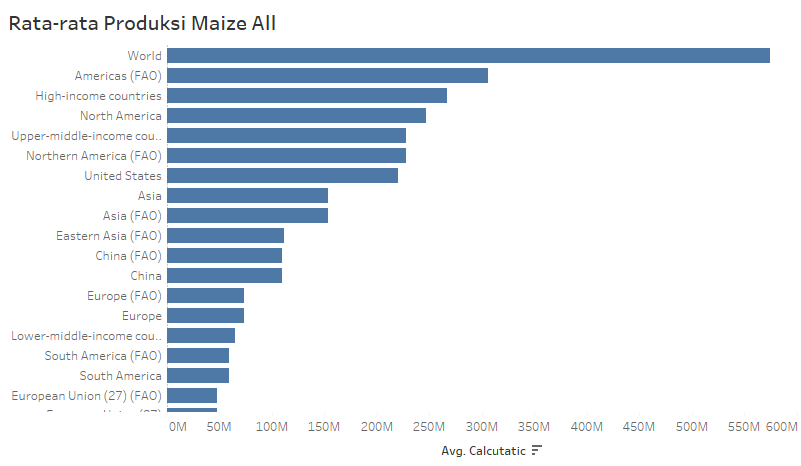 Rata-rata Produksi Maize All
World
Americas (FAO)
High-income countries
North America
Upper-middle-income cou..
Northern America (FAO)
United States
Asia
Asia (FAO)
Eastern Asia (FAO)
China (FAO)
China
Europe (FAO)
Europe
Lower-middle-income cou..
South America (FAO)
South America
European Union (27) (FAO)
0M 50M 100M 150M 200M 250M 300M 350M 400M 450M 500M 550M 600M
Avg. Calcutatic